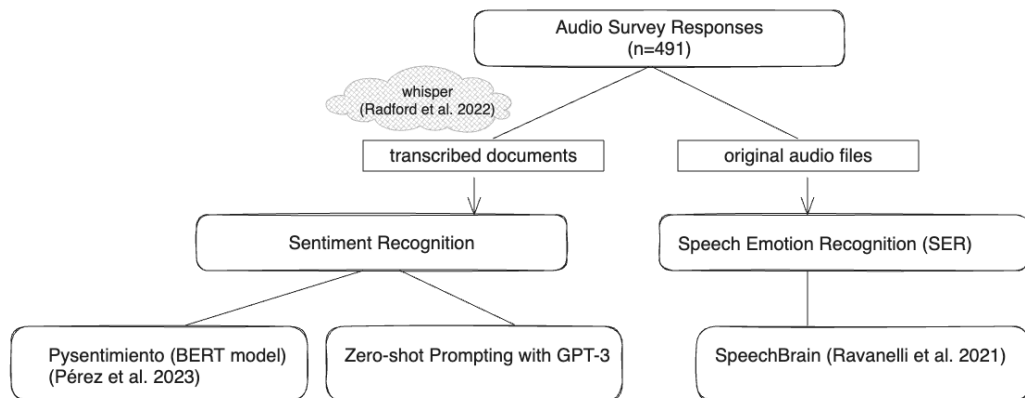 Audio Survey Responses
(n=491)
whisper
(Radford et al. 2022)
transcribed documents
original audio files
Sentiment Recognition
Speech Emotion Recognition (SER)
Pysentimiento (BERT model)
(Pérez et al. 2023)
Zero-shot Prompting with GPT-3
SpeechBrain (Ravanelli et al. 2021)